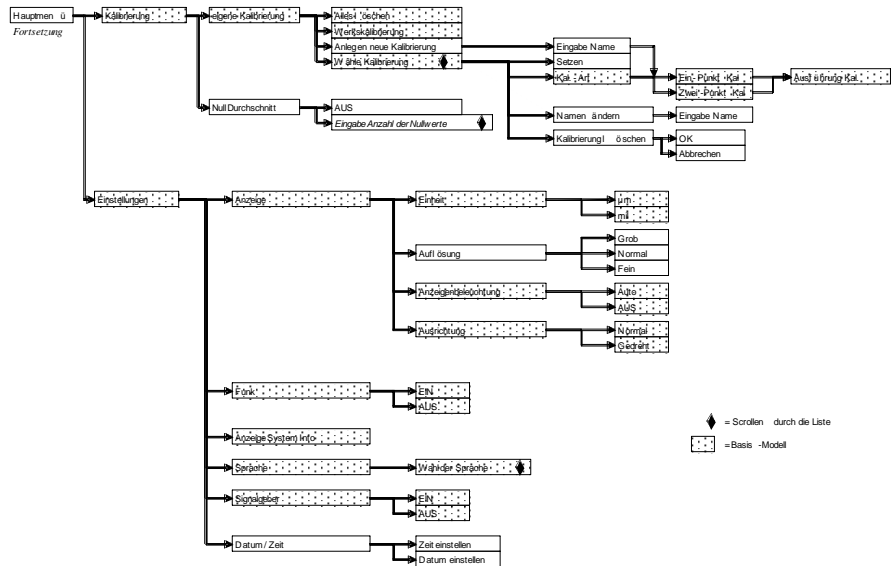 Hauptmenü
Fortsetzung
Kalibrierung
eigene Kalibrierung
Alles löschen
Werkskalibrierung
Anlegen neue Kalibrierung
Wähle Kalibrierung
Eingabe Name
Setzen
Kal.-Art
Ein-Punkt Kal
Zwei-Punkt Kal
Ausführung Kal.
Namen ändern
Eingabe Name
Kalibrierung löschen
OK
Abbrechen
Null Durchschnitt
AUS
Eingabe Anzahl der Nullwerte
Einstellungen
Anzeige
Einheit
µm
mil
Auflösung
Grob
Normal
Fein
Anzeigenbeleuchtung
Auto
AUS
Ausrichtung
Normal
Gedreht
Funk
EIN
AUS
Anzeige System Info
Sprache
Wahl der Sprache
Signalgeber
EIN
AUS
Datum / Zeit
Zeit einstellen
Datum einstellen
= Scrollen durch die Liste
=Basis -Modell